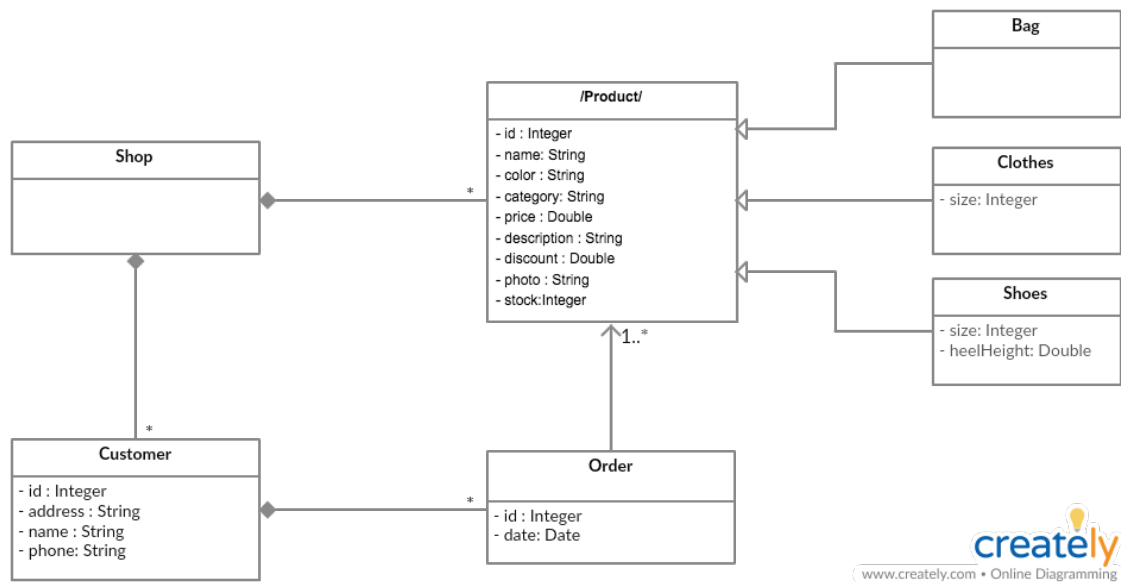 Bag
/Product/
- id : Integer
- name: String
- color : String
- category: String
- price : Double
- description : String
- discount : Double
- photo : String
- stock:Integer
Shop
*
Clothes
- size: Integer
Shoes
- size: Integer
- heelHeight: Double
1..*
*
Customer
- id : Integer
- address : String
- name : String
- phone: String
*
Order
- id : Integer
- date: Date
creately
www.creately.com • Online Diagramming